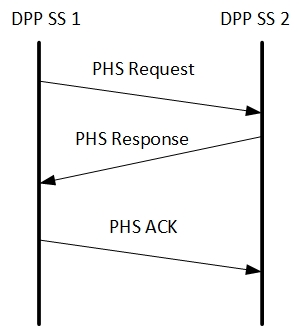 DPP SS 1
DPP SS 2
PHS Request
PHS Response
PHS ACK